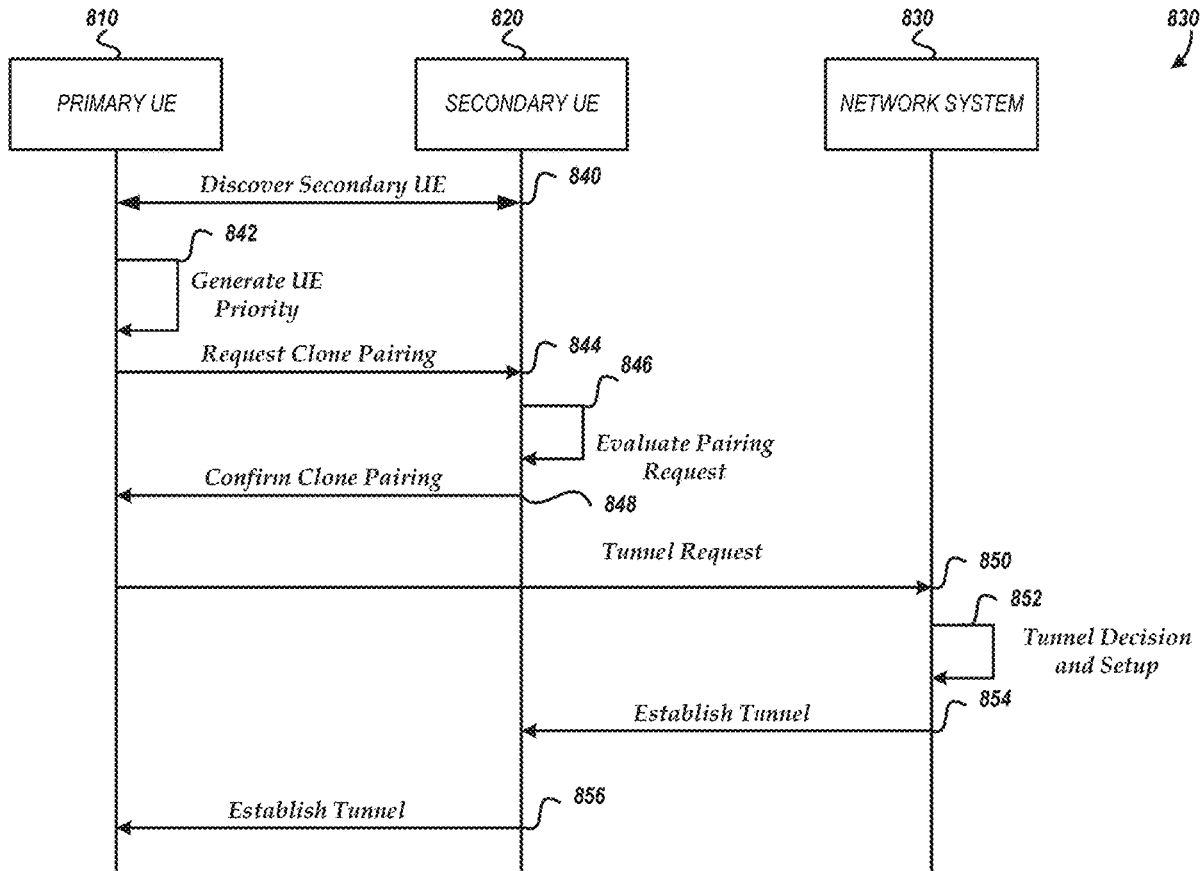 810
820
830
830
PRIMARY UE
SECONDARY UE
NETWORK SYSTEM
Discover Secondary UE
840
842
Generate UE
Priority
Request Clone Pairing
844
846
Evaluate Pairing
Request
Confirm Clone Pairing
848
Tunnel Request
850
852
Tunnel Decision
and Setup
Establish Tunnel
854
Establish Tunnel
856